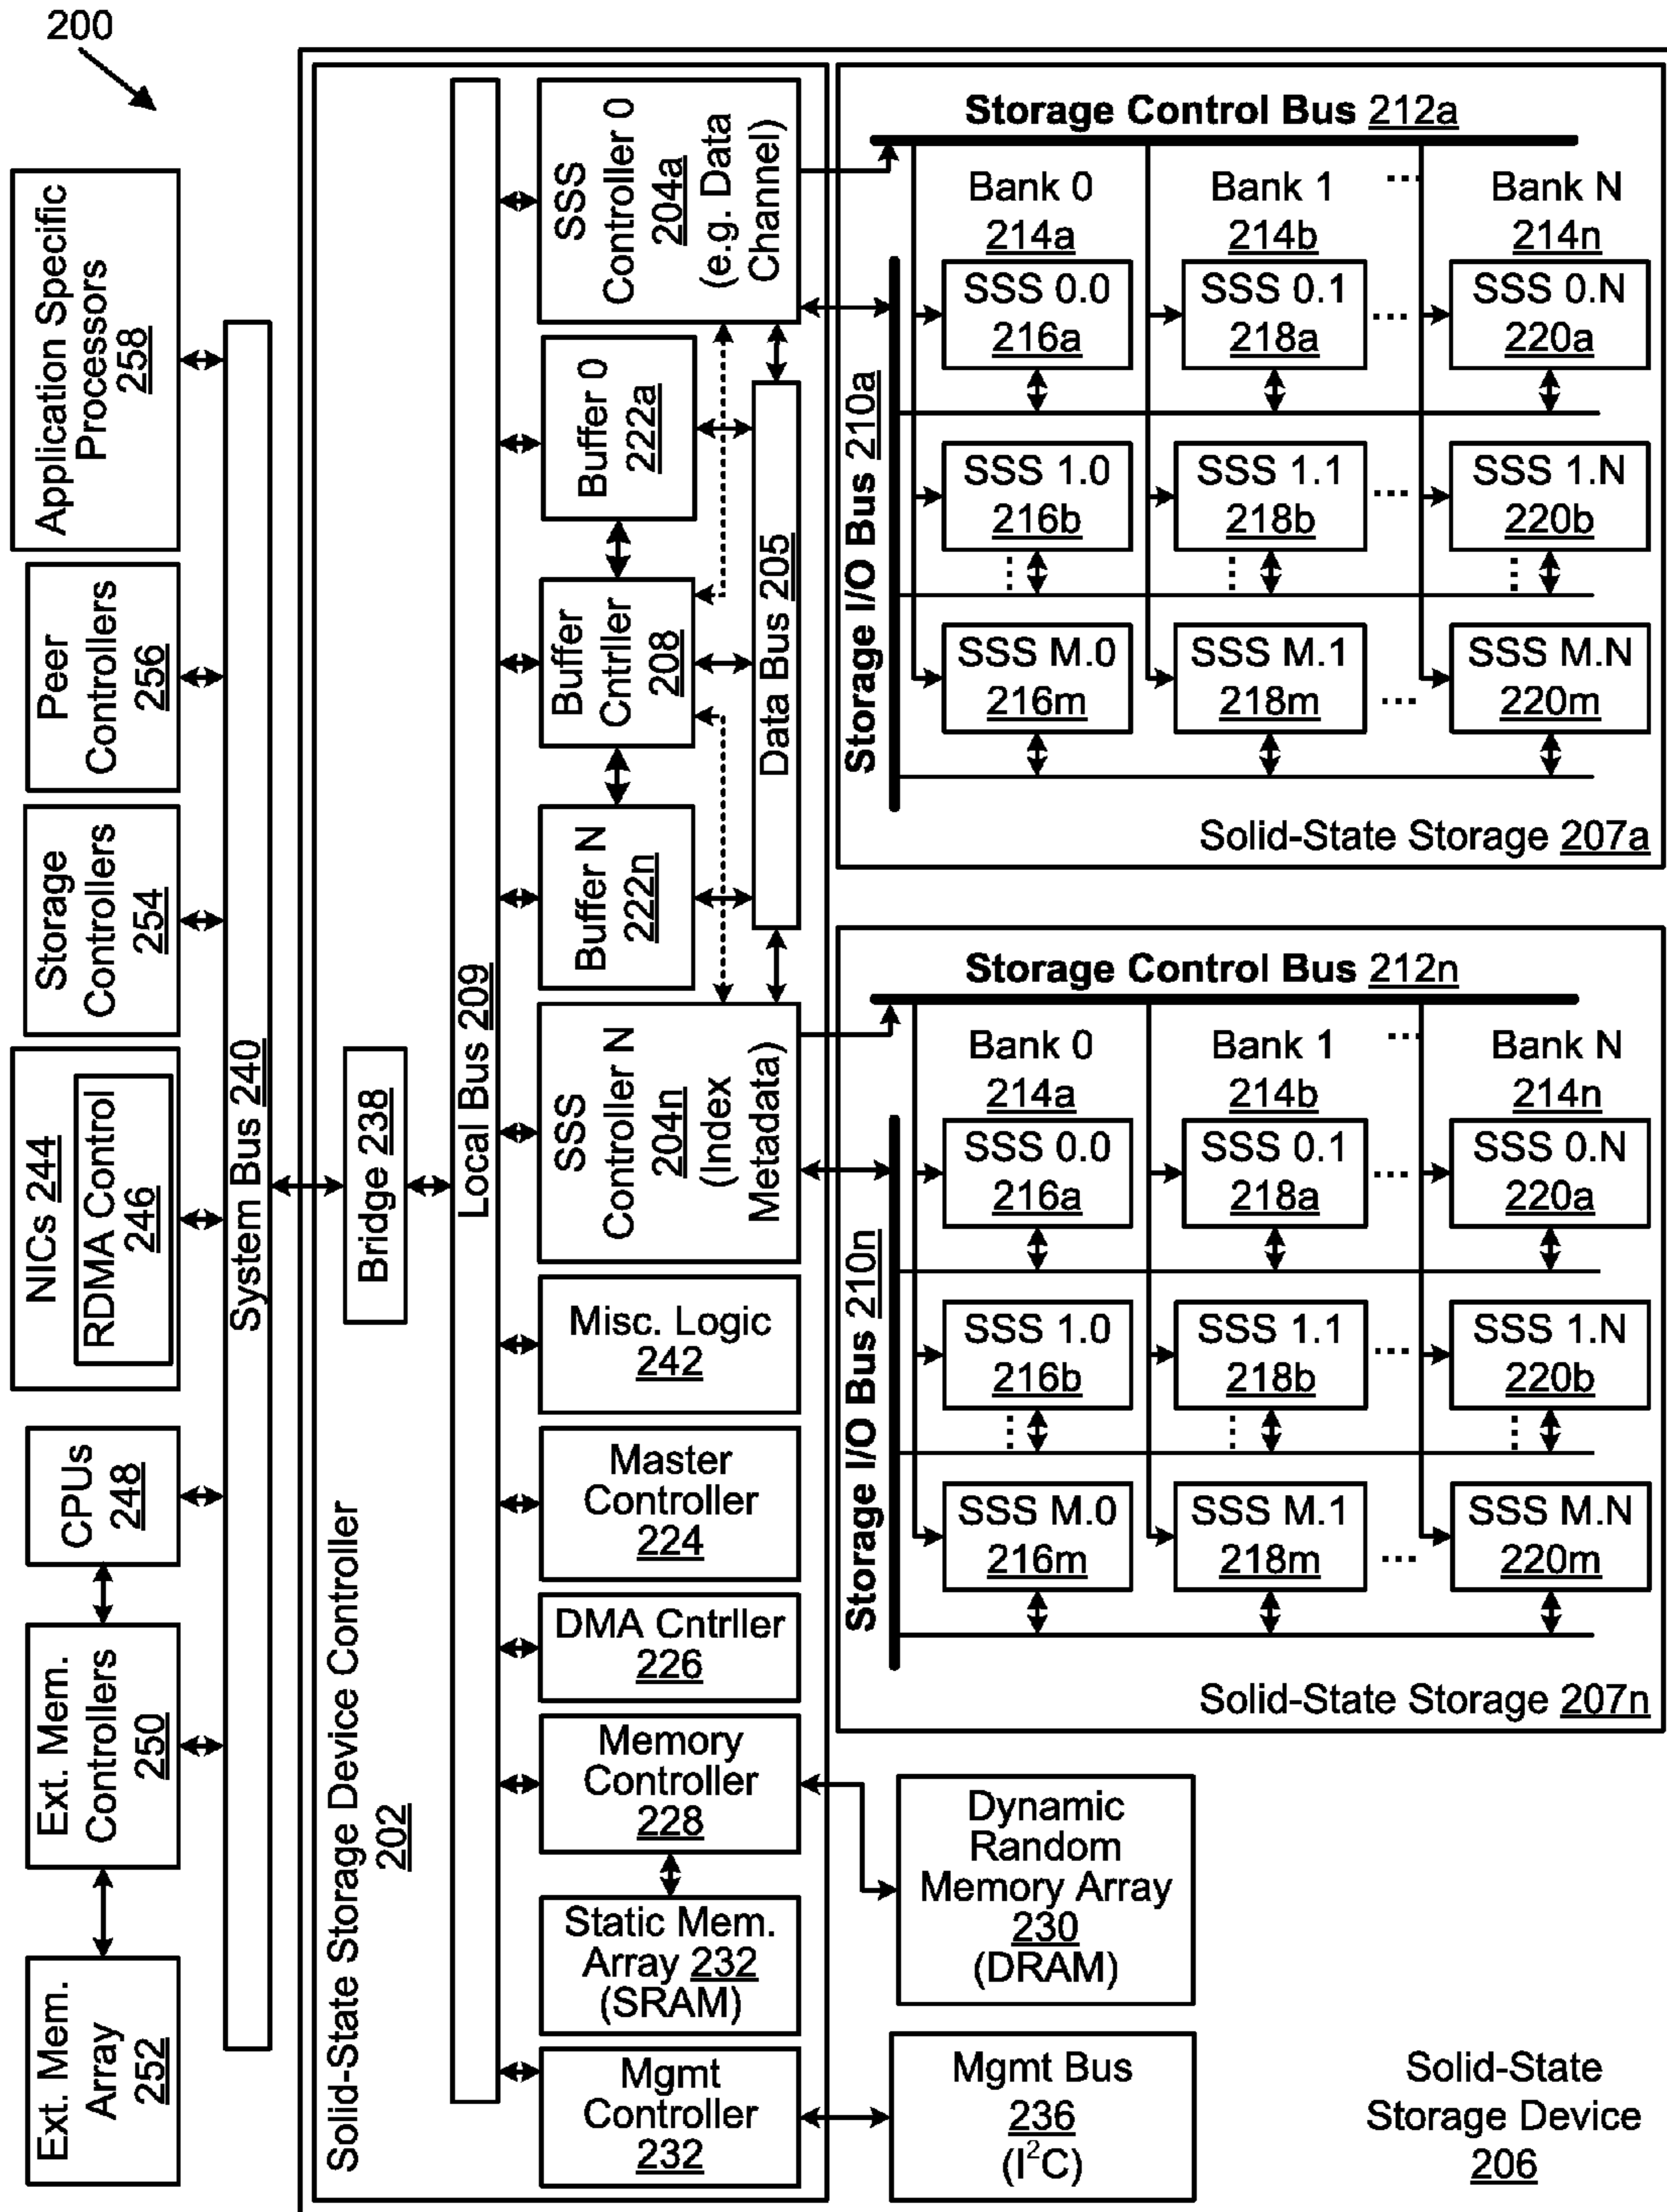 200
Application Specific
Processors
258
Peer
Controllers
256
Storage
Controllers
254
NICs 244
RDMA Control
246
CPUs
248
Ext. Mem.
Controllers
250
Ext. Mem.
Array
252
System Bus 240
Bridge 238
Solid-State Storage Device Controller
202
Local Bus 209
SSS
Controller 0
204a
(e.g. Data
Channel)
Buffer 0
222a
Buffer
Cntrller
208
Buffer N
222n
Data Bus 205
SSS
Controller N
204n
(Index
Metadata)
Misc. Logic
242
Master
Controller
224
DMA Cntrller
226
Memory
Controller
228
Static Mem.
Array 232
(SRAM)
Mgmt
Controller
232
Storage Control Bus 212a
Bank 0
214a
Bank 1
214b
...
Bank N
214n
Storage I/O Bus 210a
SSS 0.0
216a
SSS 0.1
218a
...
SSS 0.N
220a
SSS 1.0
216b
SSS 1.1
218b
...
SSS 1.N
220b
...
...
...
SSS M.0
216m
SSS M.1
218m
...
SSS M.N
220m
Solid-State Storage 207a
Storage Control Bus 212n
Bank 0
214a
Bank 1
214b
...
Bank N
214n
Storage I/O Bus 210n
SSS 0.0
216a
SSS 0.1
218a
...
SSS 0.N
220a
SSS 1.0
216b
SSS 1.1
218b
...
SSS 1.N
220b
...
...
...
SSS M.0
216m
SSS M.1
218m
...
SSS M.N
220m
Solid-State Storage 207n
Dynamic
Random
Memory Array
230
(DRAM)
Mgmt Bus
236
(I²C)
Solid-State
Storage Device
206